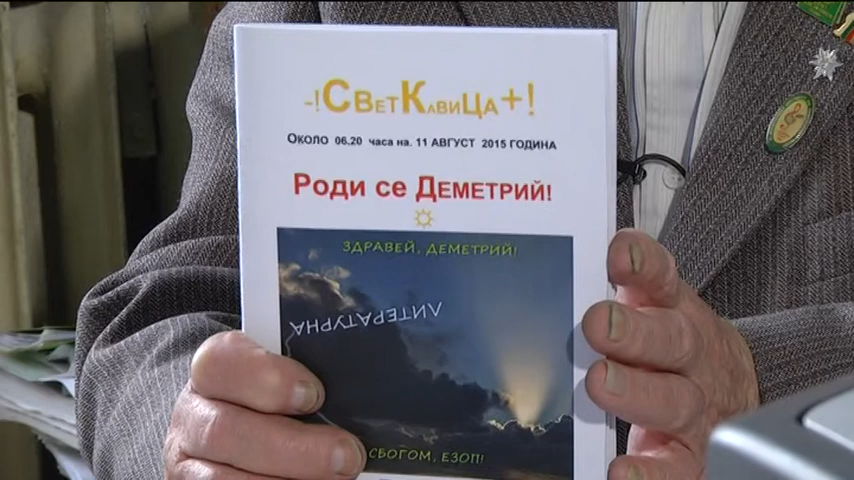 -!СветКавиЦа+!
Около 06.20 часа на. 11 АВГУСТ 2015 ГОДИНА
Роди се Деметрий!
ЗДРАВЕЙ, ДЕМЕТРИЙ!
ЛИТЕРАТУРНА
СБОГОМ, ЕЗОП!